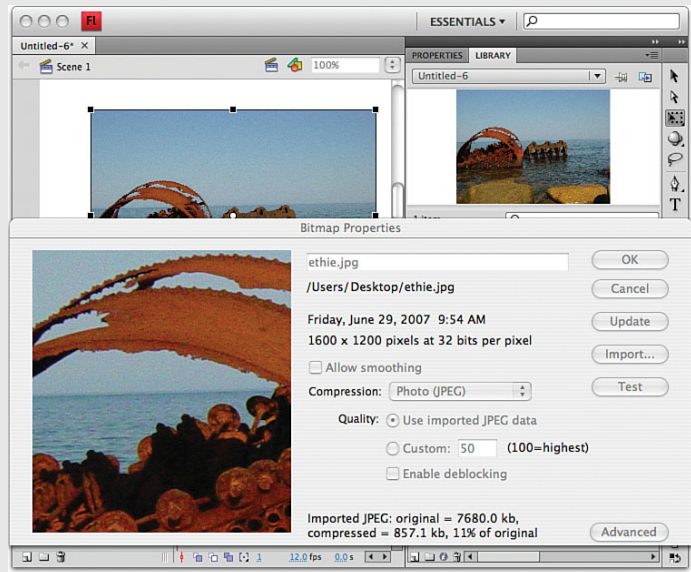 Fl
ESSENTIALS
Untitled-6* ×
PROPERTIES LIBRARY
Scene 1
100%
Untitled-6
T
Bitmap Properties
ethie.jpg
OK
/Users/Desktop/ethie.jpg
Cancel
Friday, June 29, 2007 9:54 AM
Update
1600 x 1200 pixels at 32 bits per pixel
Import...
Allow smoothing
Compression: Photo (JPEG)
Test
Quality: Use imported JPEG data
Custom: 50 (100=highest)
Enable deblocking
Imported JPEG: original = 7680.0 kb,
compressed = 857.1 kb, 11% of original
Advanced
1 12.0 fps 0.0 s